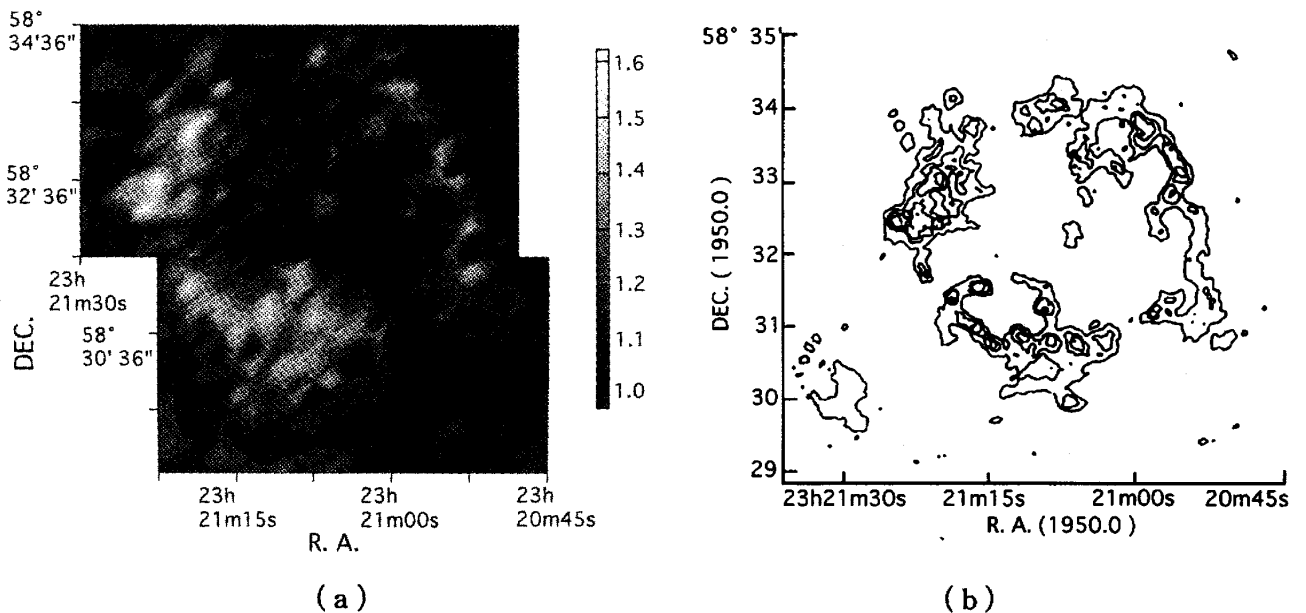 58°
34'36"
58°
32' 36"
23h
21m30s
58°
30' 36"
DEC.
23h
21m15s
23h
21m00s
23h
20m45s
R. A.
1.6
1.5
1.4
1.3
1.2
1.1
1.0
(a)
58° 35'
34
33
32
31
30
29
DEC. (1950.0)
23h21m30s
21m15s
21m00s
20m45s
R. A. (1950.0)
(b)